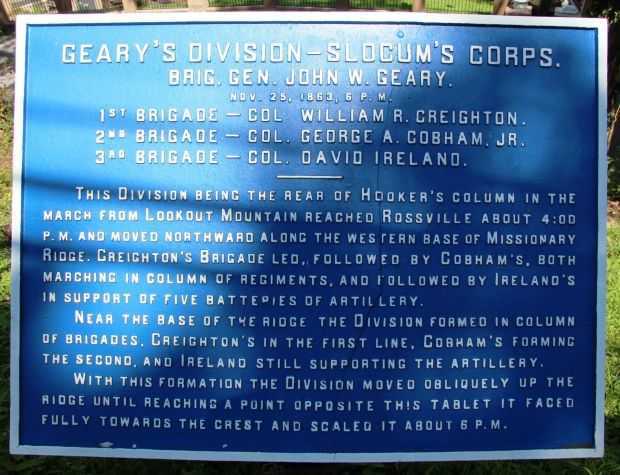 GEARY'S DIVISION – SLOCUM'S CORPS.
BRIG. GEN. JOHN W. GEARY.
NOV. 25, 1863, 6 P.M.
1ST BRIGADE – COL. WILLIAM R. CREIGHTON.
2ND BRIGADE – COL. GEORGE A. COBHAM, JR.
3RD BRIGADE – COL. DAVID IRELAND.
THIS DIVISION BEING THE REAR OF HOOKER'S COLUMN IN THE
MARCH FROM LOOKOUT MOUNTAIN REACHED ROSSVILLE ABOUT 4:00
P.M. AND MOVED NORTHWARD ALONG THE WESTERN BASE OF MISSIONARY
RIDGE. CREIGHTON'S BRIGADE LED, FOLLOWED BY COBHAM'S, BOTH
MARCHING IN COLUMN OF REGIMENTS, AND FOLLOWED BY IRELAND'S
IN SUPPORT OF FIVE BATTERIES OF ARTILLERY.
NEAR THE BASE OF THE RIDGE THE DIVISION FORMED IN COLUMN
OF BRIGADES, CREIGHTON'S IN THE FIRST LINE, COBHAM'S FORMING
THE SECOND, AND IRELAND STILL SUPPORTING THE ARTILLERY.
WITH THIS FORMATION THE DIVISION MOVED OBLIQUELY UP THE
RIDGE UNTIL REACHING A POINT OPPOSITE THIS TABLET IT FACED
FULLY TOWARDS THE CREST AND SCALED IT ABOUT 6 P.M.